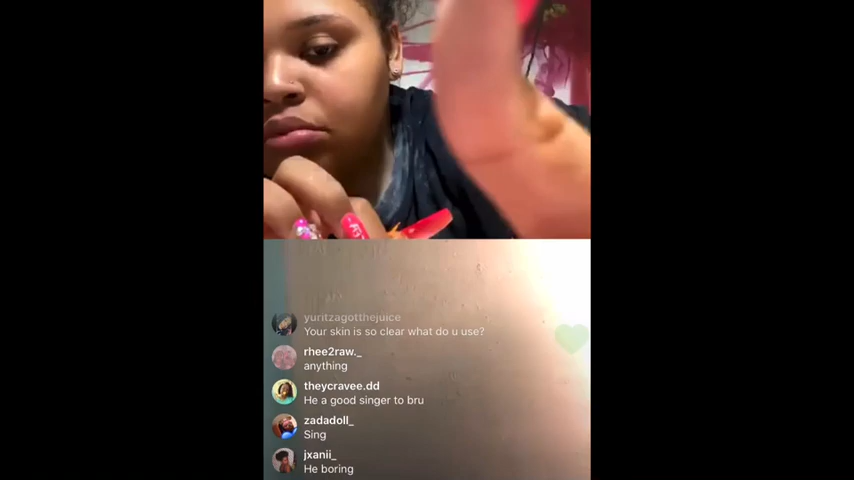 yuritzagotthejuice
Your skin is so clear what do u use?
rhee2raw._
anything
theycravee.dd
He a good singer to bru
zadadoll_
Sing
jxanii_
He boring